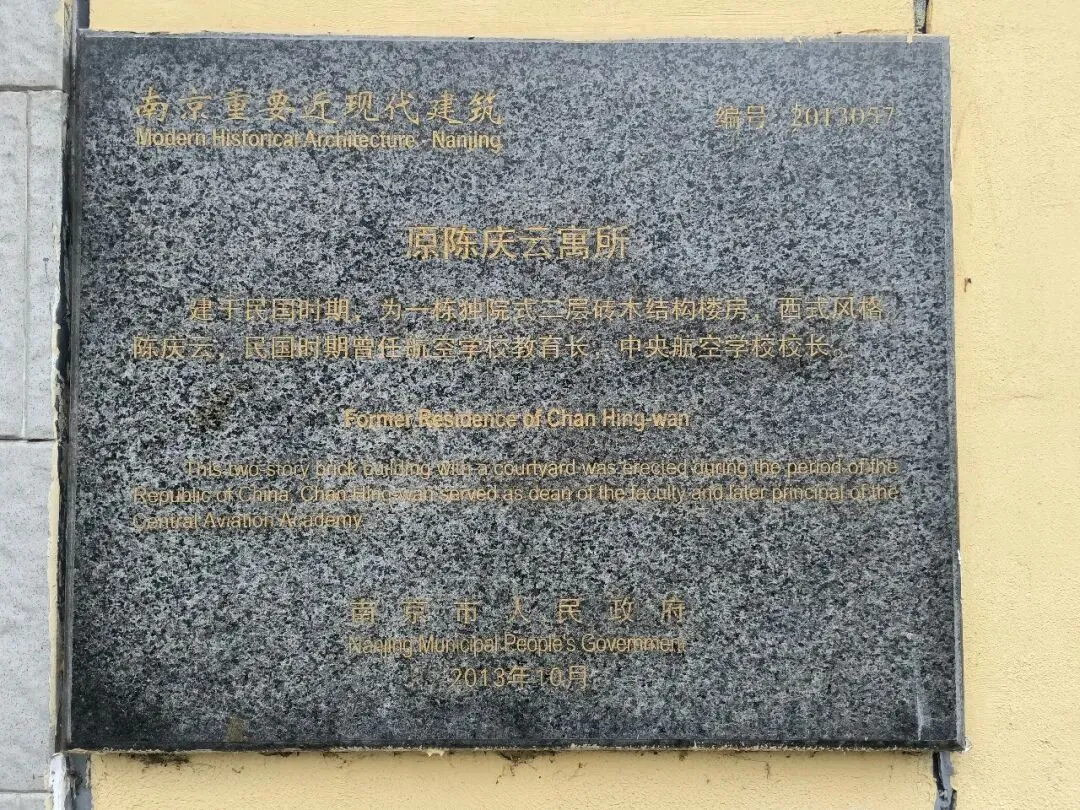 南京重要近现代建筑 编号 2013057
Modern Historical Architecture - Nanjing
原陈庆云寓所
建于民国时期，为一栋独院式二层砖木结构楼房，西式风格，
陈庆云，民国时期曾任航空学校教育长，中央航空学校校长。
Former Residence of Chan Hing-wan
This two-story brick building with a courtyard was erected during the period of the
Republic of China. Chan Hing-wan served as dean of the faculty and later principal of the
Central Aviation Academy.
南京市人民政府
Nanjing Municipal People's Government
2013年10月